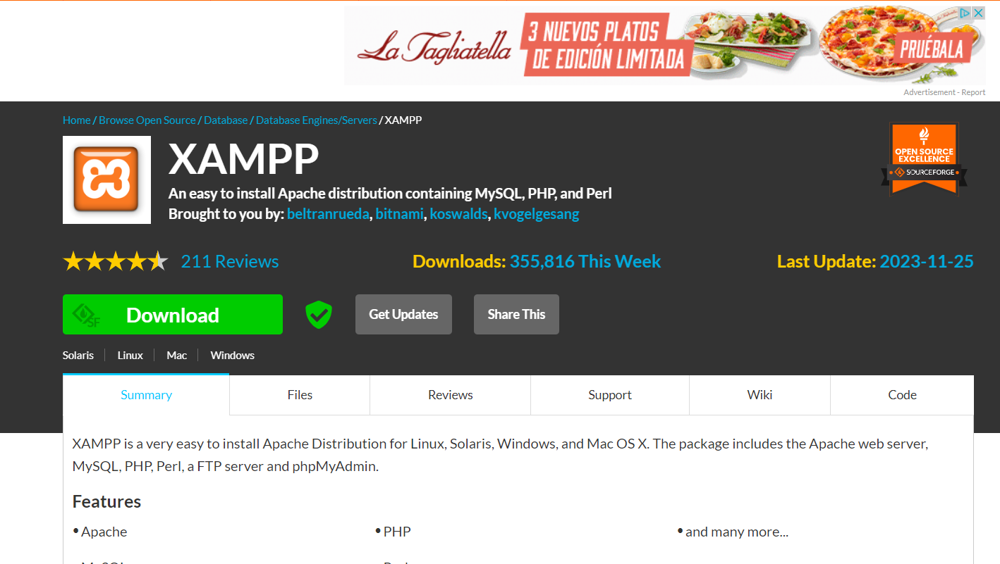 La Tagliatella
3 NUEVOS PLATOS
DE EDICIÓN LIMITADA
PRUÉBALA
Advertisement - Report
Home / Browse Open Source / Database / Database Engines/Servers / XAMPP
XAMPP
An easy to install Apache distribution containing MySQL, PHP, and Perl
Brought to you by: beltranrueda, bitnami, koswalds, kvogelgesang
OPEN SOURCE
EXCELLENCE
SOURCEFORGE
211 Reviews
Downloads: 355,816 This Week
Last Update: 2023-11-25
SF
Download
Get Updates
Share This
Solaris
Linux
Mac
Windows
Summary
Files
Reviews
Support
Wiki
Code
XAMPP is a very easy to install Apache Distribution for Linux, Solaris, Windows, and Mac OS X. The package includes the Apache web server,
MySQL, PHP, Perl, a FTP server and phpMyAdmin.
Features
• Apache
• PHP
• and many more...